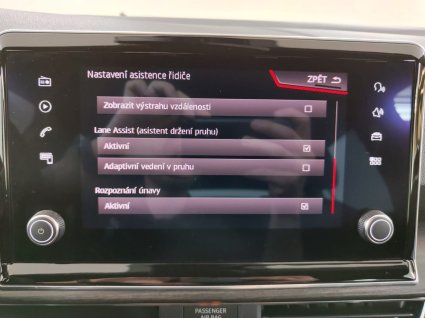 Nastavení asistence řidiče
ZPĚT
Zobrazit výstrahu vzdálenosti
Lane Assist (asistent držení pruhu)
Aktivní
Adaptivní vedení v pruhu
Rozpoznání únavy
Aktivní
PASSENGER
AIR BAG